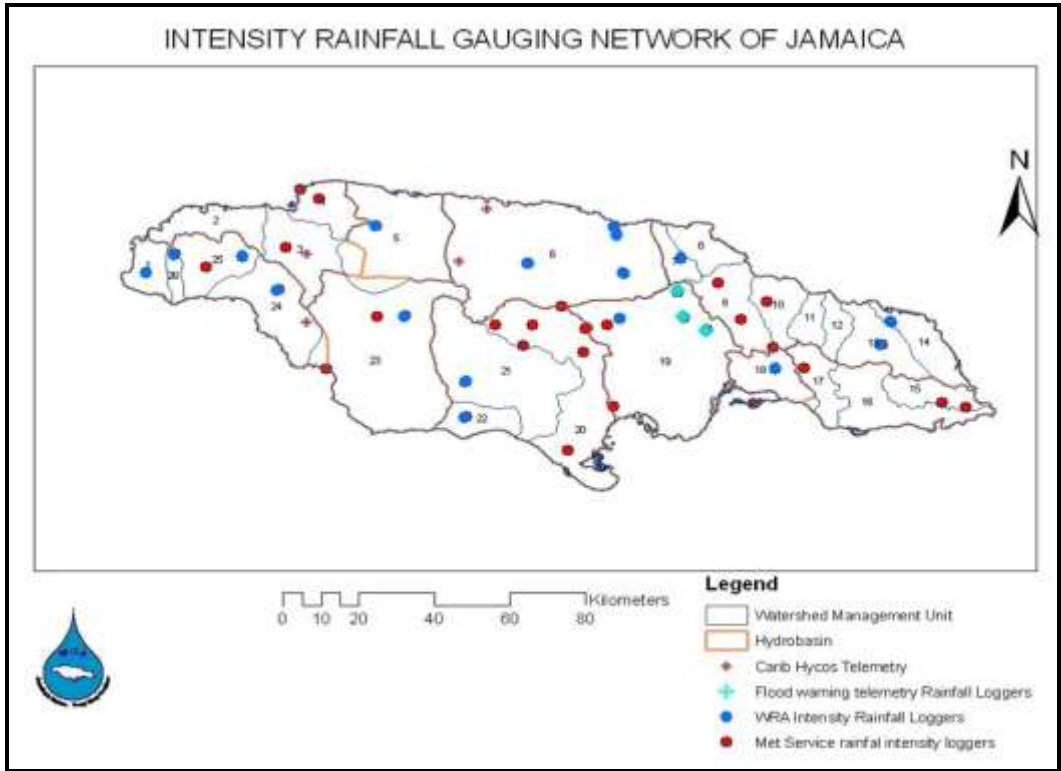 INTENSITY RAINFALL GAUGING NETWORK OF JAMAICA
N
2
5
6
6
3
25
26
24
9
10
11
12
14
23
19
21
18
17
16
15
22
20
Kilometers
0 10 20 40 60 80
Legend
Watershed Management Unit
Hydrobasin
Carib Hycos Telemetry
Flood warning telemetry Rainfall Loggers
WRA Intensity Rainfall Loggers
Met Service rainfal intensity loggers